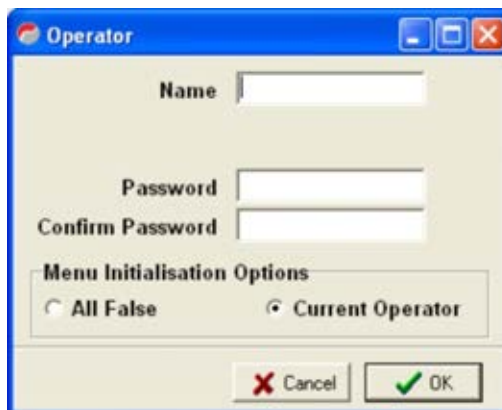 Operator
Name
Password
Confirm Password
Menu Initialisation Options
All False Current Operator
Cancel OK